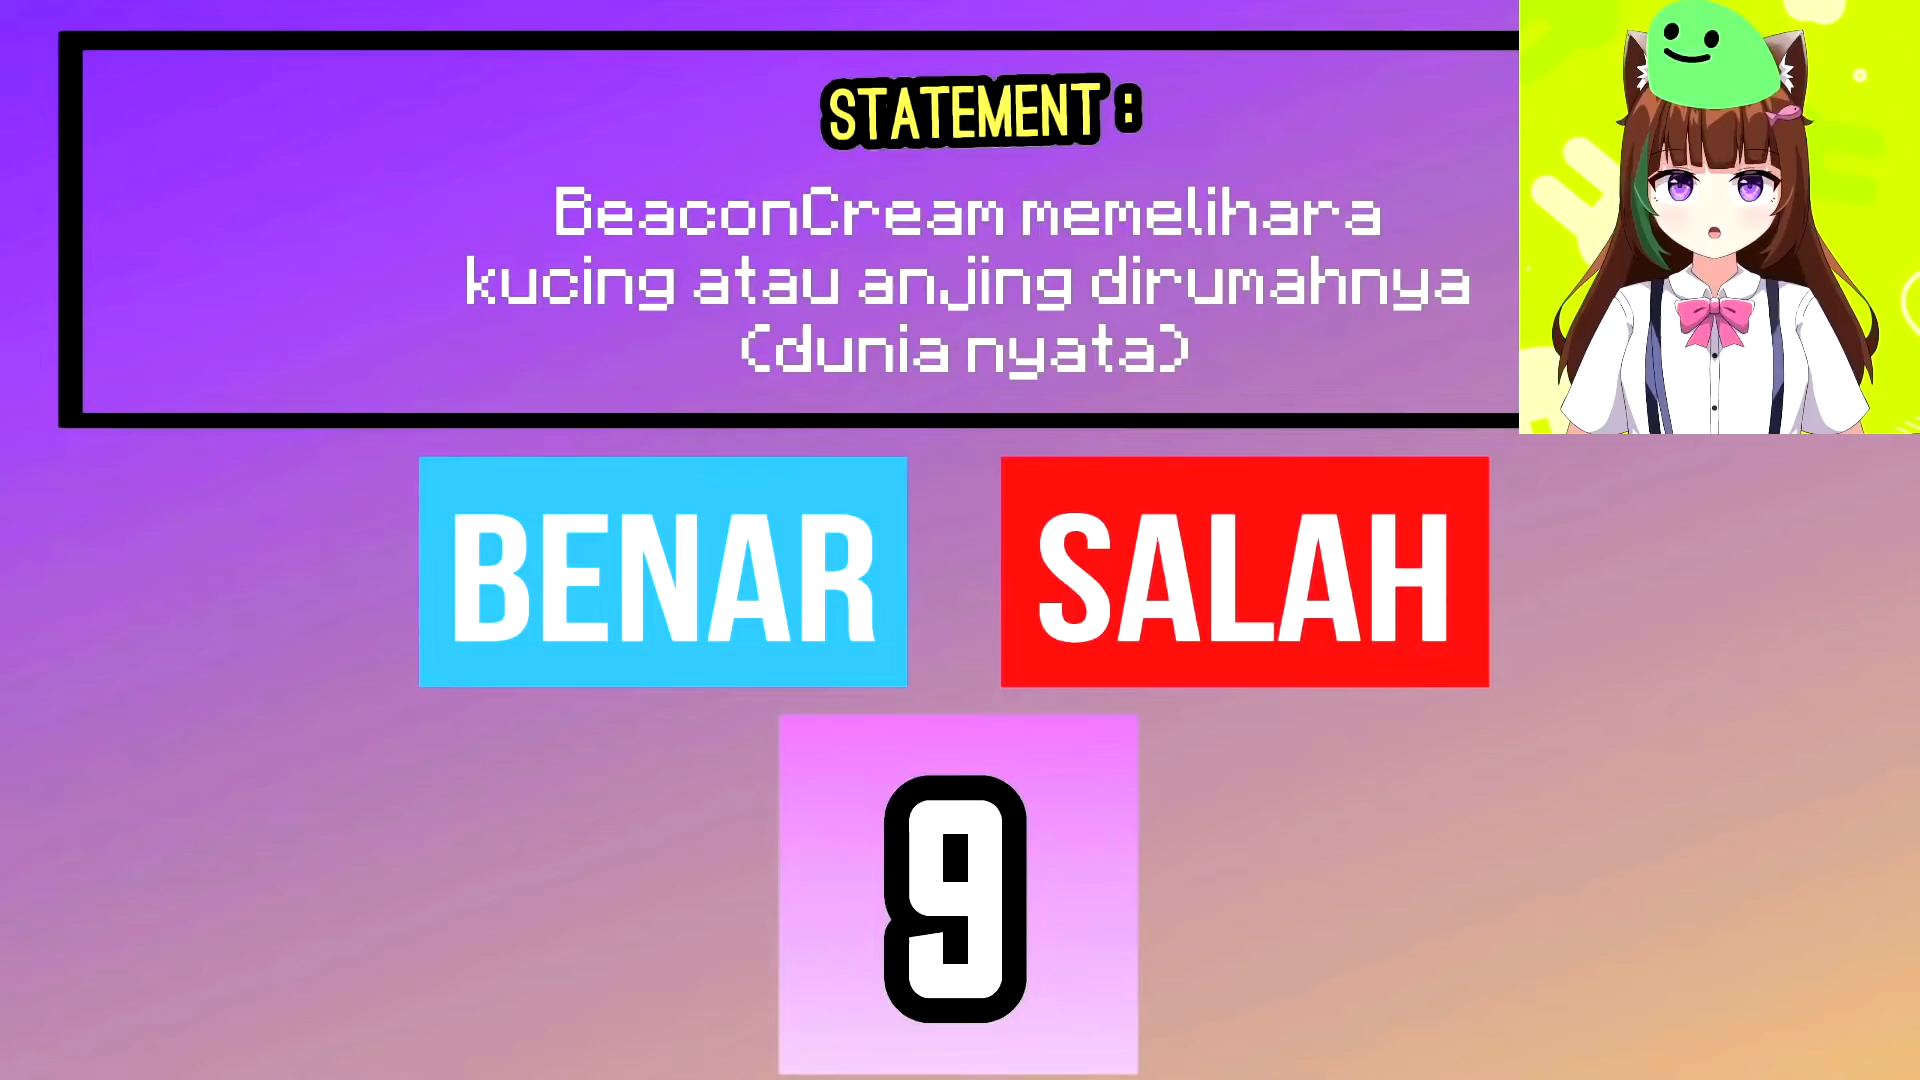 STATEMENT :
BeaconCream memelihara
kucing atau anjing dirumahnya
(dunia nyata)
BENAR
SALAH
9